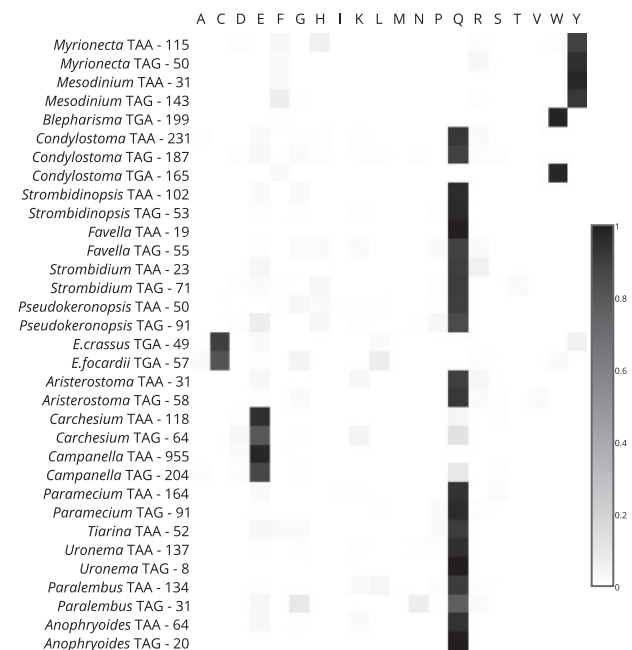 A C D E F G H I K L M N P Q R S T V W Y
Myrionecta TAA - 115
Myrionecta TAG - 50
Mesodinium TAA - 31
Mesodinium TAG - 143
Blepharisma TGA - 199
Condylostoma TAA - 231
Condylostoma TAG - 187
Condylostoma TGA - 165
Strombidinopsis TAA - 102
Strombidinopsis TAG - 53
Favella TAA - 19
Favella TAG - 55
Strombidium TAA - 23
Strombidium TAG - 71
Pseudokeronopsis TAA - 50
Pseudokeronopsis TAG - 91
E.crassus TGA - 49
E.focardii TGA - 57
Aristerostoma TAA - 31
Aristerostoma TAG - 58
Carchesium TAA - 118
Carchesium TAG - 64
Campanella TAA - 955
Campanella TAG - 204
Paramecium TAA - 164
Paramecium TAG - 91
Tiarina TAA - 52
Uronema TAA - 137
Uronema TAG - 8
Paralembus TAA - 134
Paralembus TAG - 31
Anophryoides TAA - 64
Anophryoides TAG - 20
1
0.8
0.6
0.4
0.2
0